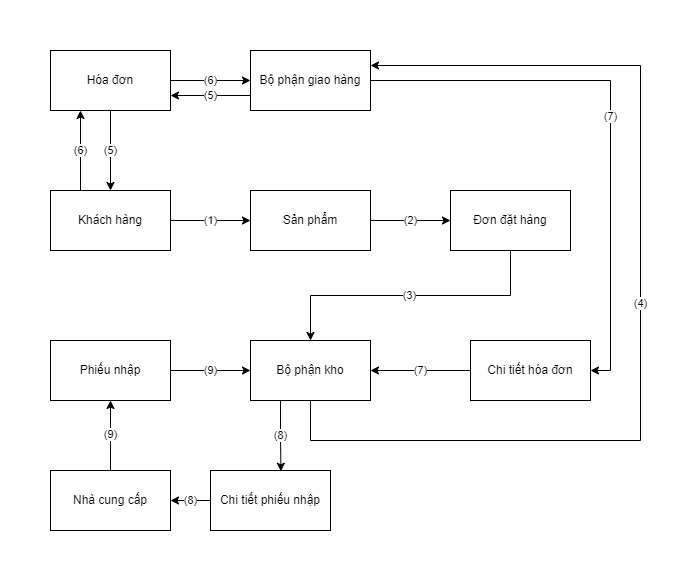 Hóa đơn
(6)
Bộ phận giao hàng
(5)
(7)
(6)
(5)
Khách hàng
(1)
Sản phẩm
(2)
Đơn đặt hàng
(3)
(4)
Phiếu nhập
(9)
Bộ phận kho
(7)
Chi tiết hóa đơn
(9)
(8)
Nhà cung cấp
(8)
Chi tiết phiếu nhập